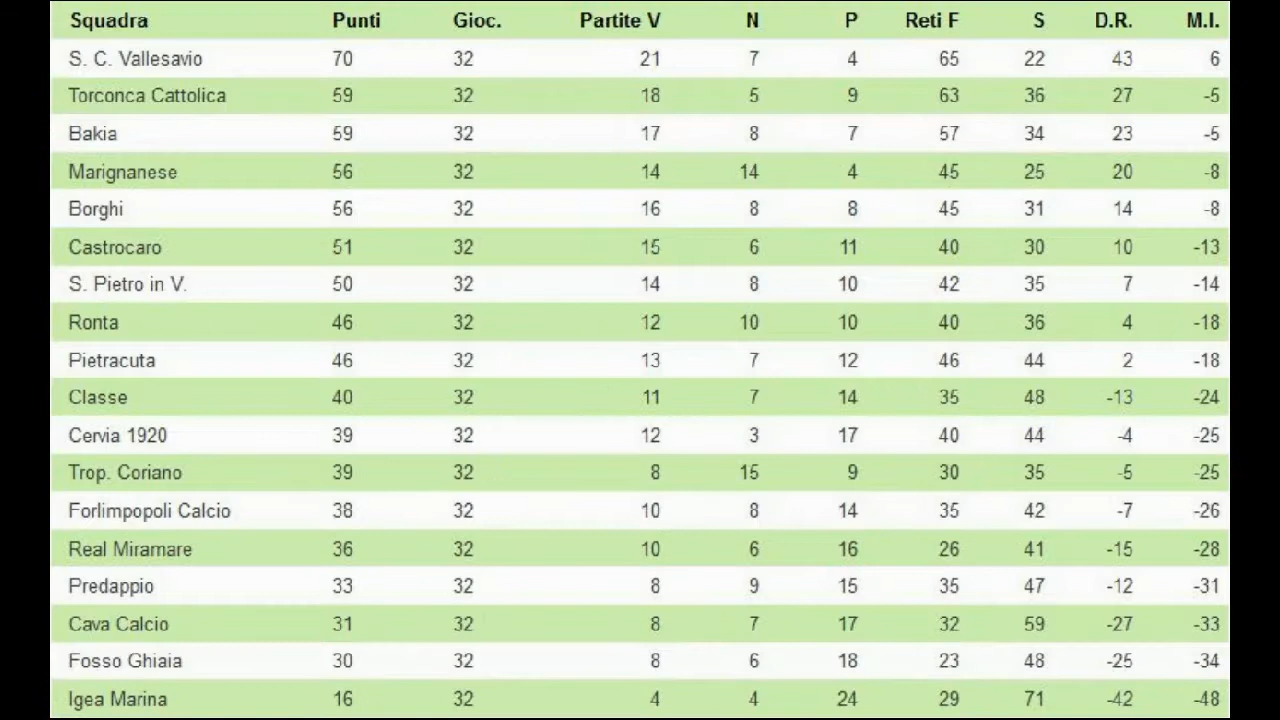 Squadra Punti Gioc. Partite V N P Reti F S D.R. M.I.
S. C. Vallesavio 70 32 21 7 4 65 22 43 6
Torconca Cattolica 59 32 18 5 9 63 36 27 -5
Bakia 59 32 17 8 7 57 34 23 -5
Marignanese 56 32 14 14 4 45 25 20 -8
Borghi 56 32 16 8 8 45 31 14 -8
Castrocaro 51 32 15 6 11 40 30 10 -13
S. Pietro in V. 50 32 14 8 10 42 35 7 -14
Ronta 46 32 12 10 10 40 36 4 -18
Pietracuta 46 32 13 7 12 46 44 2 -18
Classe 40 32 11 7 14 35 48 -13 -24
Cervia 1920 39 32 12 3 17 40 44 -4 -25
Trop. Coriano 39 32 8 15 9 30 35 -5 -25
Forlimpopoli Calcio 38 32 10 8 14 35 42 -7 -26
Real Miramare 36 32 10 6 16 26 41 -15 -28
Predappio 33 32 8 9 15 35 47 -12 -31
Cava Calcio 31 32 8 7 17 32 59 -27 -33
Fosso Ghiaia 30 32 8 6 18 23 48 -25 -34
Igea Marina 16 32 4 4 24 29 71 -42 -48